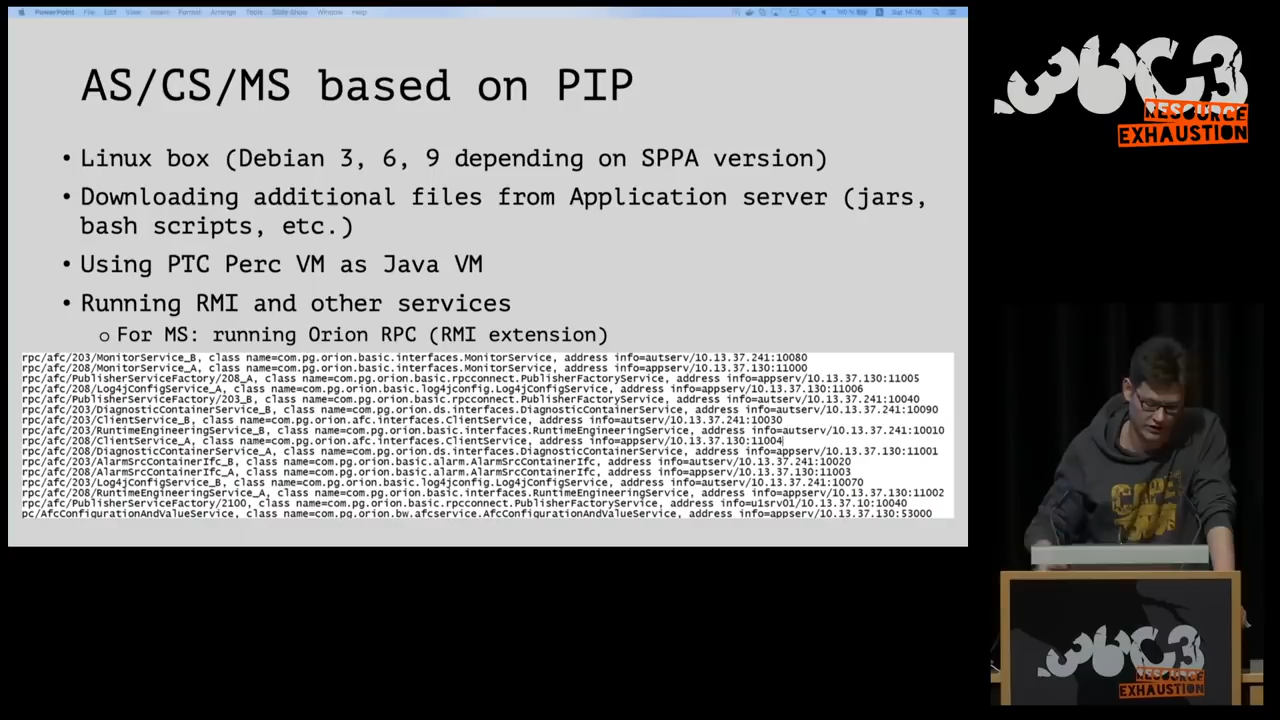 PowerPoint File Edit View Insert Format Arrange Tools Slide Show Window Help
AS/CS/MS based on PIP
• Linux box (Debian 3, 6, 9 depending on SPPA version)
• Downloading additional files from Application server (jars,
bash scripts, etc.)
• Using PTC Perc VM as Java VM
• Running RMI and other services
o For MS: running Orion RPC (RMI extension)
rpc/afc/203/MonitorService_B, class name=com.pg.orion.basic.interfaces.MonitorService, address info=autserv/10.13.37.241:10080
rpc/afc/208/MonitorService_A, class name=com.pg.orion.basic.interfaces.MonitorService, address info=appserv/10.13.37.130:11000
rpc/afc/PublisherServiceFactory/208_A, class name=com.pg.orion.basic.rpcconnect.PublisherFactoryService, address info=appserv/10.13.37.130:11005
rpc/afc/208/Log4jConfigService_A, class name=com.pg.orion.basic.log4jconfig.Log4jConfigService, address info=appserv/10.13.37.130:11006
rpc/afc/PublisherServiceFactory/203_B, class name=com.pg.orion.basic.rpcconnect.PublisherFactoryService, address info=autserv/10.13.37.241:10040
rpc/afc/203/DiagnosticContainerService_B, class name=com.pg.orion.ds.interfaces.DiagnosticContainerService, address info=autserv/10.13.37.241:10090
rpc/afc/203/ClientService_B, class name=com.pg.orion.afc.interfaces.ClientService, address info=autserv/10.13.37.241:10030
rpc/afc/203/RuntimeEngineeringService_B, class name=com.pg.orion.basic.interfaces.RuntimeEngineeringService, address info=autserv/10.13.37.241:10010
rpc/afc/208/ClientService_A, class name=com.pg.orion.afc.interfaces.ClientService, address info=appserv/10.13.37.130:11004
rpc/afc/208/DiagnosticContainerService_A, class name=com.pg.orion.ds.interfaces.DiagnosticContainerService, address info=appserv/10.13.37.130:11001
rpc/afc/203/AlarmSrcContainerIfc_B, class name=com.pg.orion.basic.alarm.AlarmSrcContainerIfc, address info=autserv/10.13.37.241:10020
rpc/afc/208/AlarmSrcContainerIfc_A, class name=com.pg.orion.basic.alarm.AlarmSrcContainerIfc, address info=appserv/10.13.37.130:11003
rpc/afc/203/Log4jConfigService_B, class name=com.pg.orion.basic.log4jconfig.Log4jConfigService, address info=autserv/10.13.37.241:10070
rpc/afc/208/RuntimeEngineeringService_A, class name=com.pg.orion.basic.interfaces.RuntimeEngineeringService, address info=appserv/10.13.37.130:11002
rpc/afc/PublisherServiceFactory/2100, class name=com.pg.orion.basic.rpcconnect.PublisherFactoryService, address info=u1srv01/10.13.37.10:10040
pc/AfcConfigurationAndValueService, class name=com.pg.orion.bw.afcservice.AfcConfigurationAndValueService, address info=appserv/10.13.37.130:53000
36C3
RESOURCE
EXHAUSTION
36C3
RESOURCE
EXHAUSTION